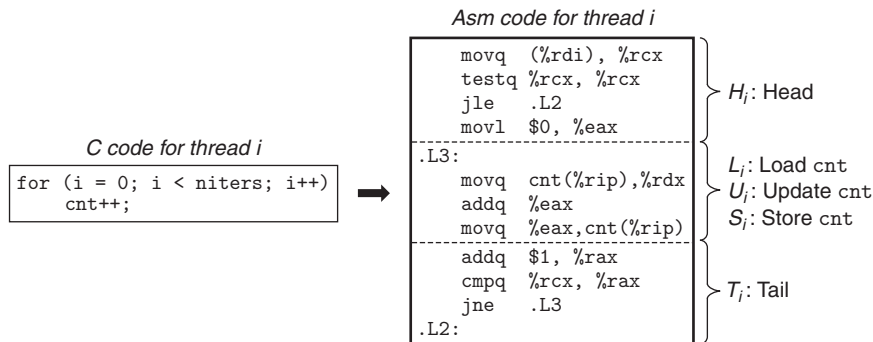 Asm code for thread i
movq (%rdi), %rcx
testq %rcx, %rcx
jle .L2
movl $0, %eax
H_i: Head
C code for thread i
for (i = 0; i < niters; i++)
cnt++;
.L3:
movq cnt(%rip),%rdx
addq %eax
movq %eax,cnt(%rip)
L_i: Load cnt
U_i: Update cnt
S_i: Store cnt
addq $1, %rax
cmpq %rcx, %rax
jne .L3
.L2:
T_i: Tail